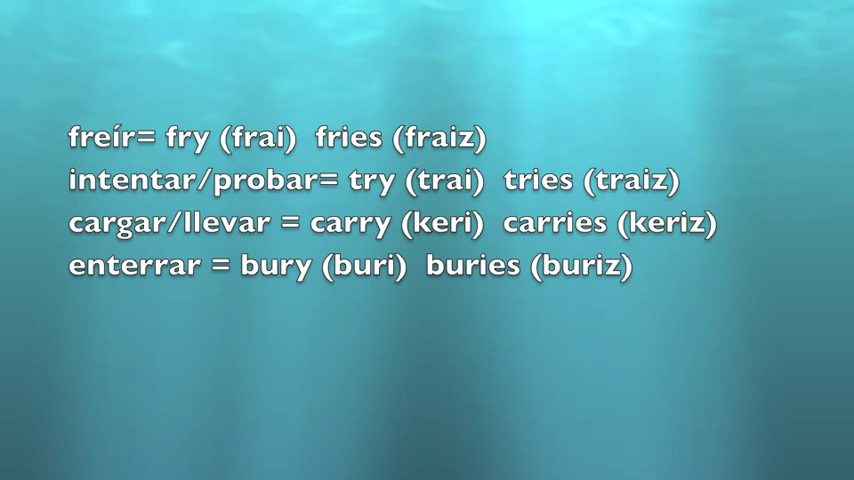 freír= fry (frai)  fries (fraiz)
intentar/probar= try (trai)  tries (traiz)
cargar/llevar = carry (keri)  carries (keriz)
enterrar = bury (buri)  buries (buriz)